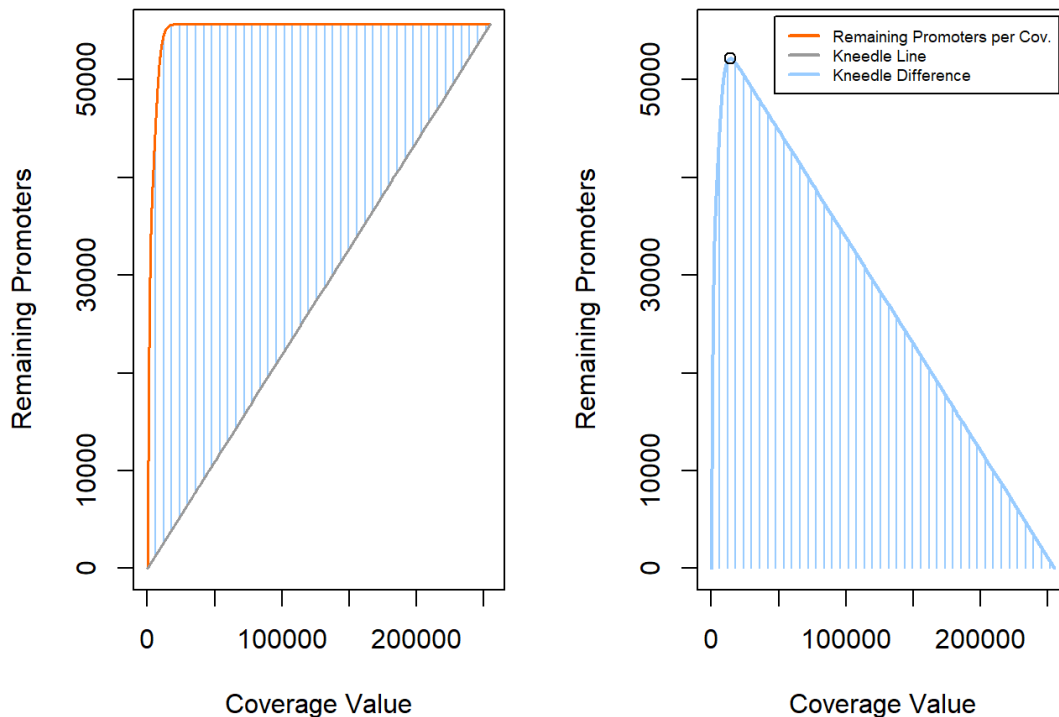 Remaining Promoters
50000
30000
10000
0
0
100000
200000
Coverage Value
Remaining Promoters per Cov.
Kneedle Line
Kneedle Difference
Remaining Promoters
50000
30000
10000
0
0
100000
200000
Coverage Value